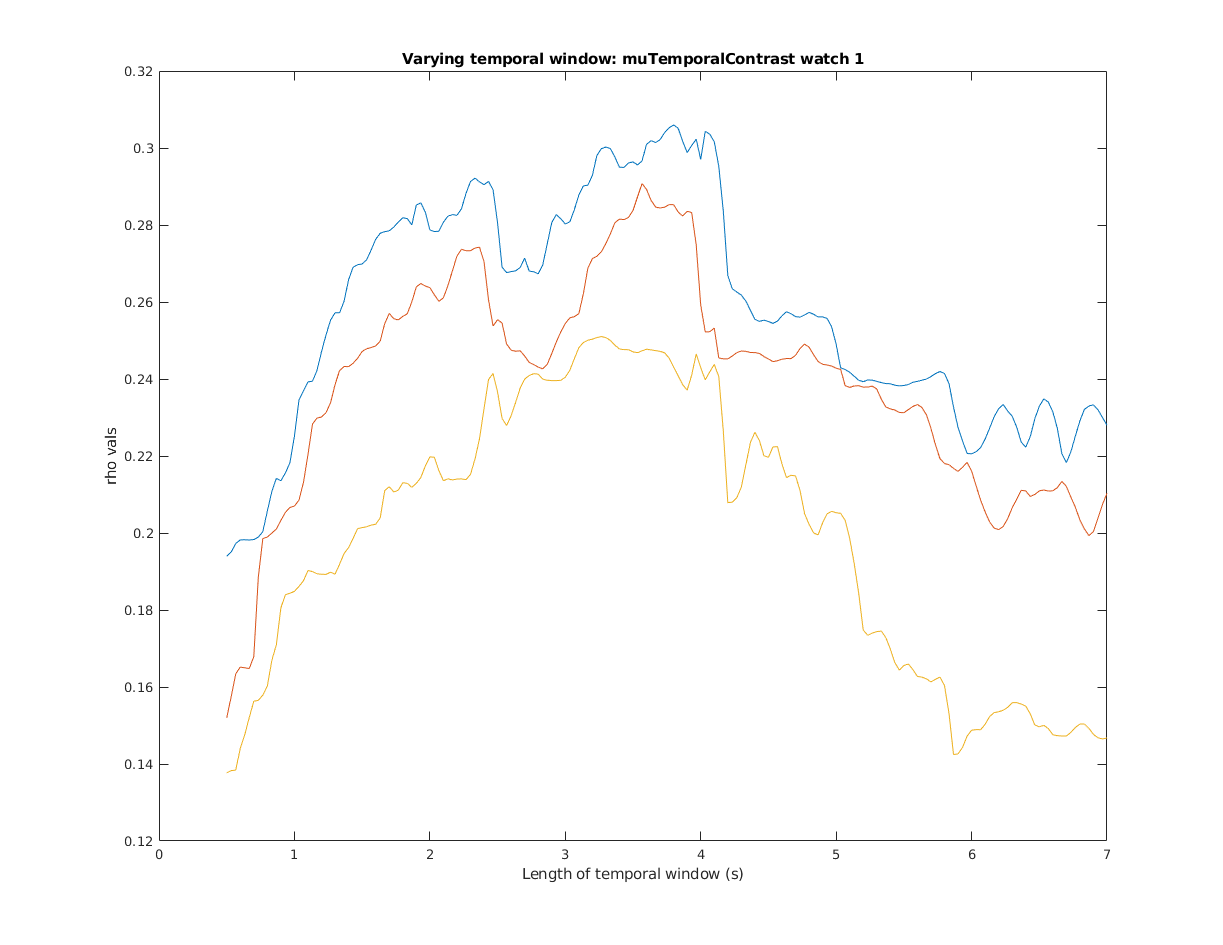 Varying temporal window: muTemporalContrast watch 1
0.32
0.3
0.28
0.26
0.24
0.22
0.2
0.18
0.16
0.14
0.12
rho vals
0 1 2 3 4 5 6 7
Length of temporal window (s)